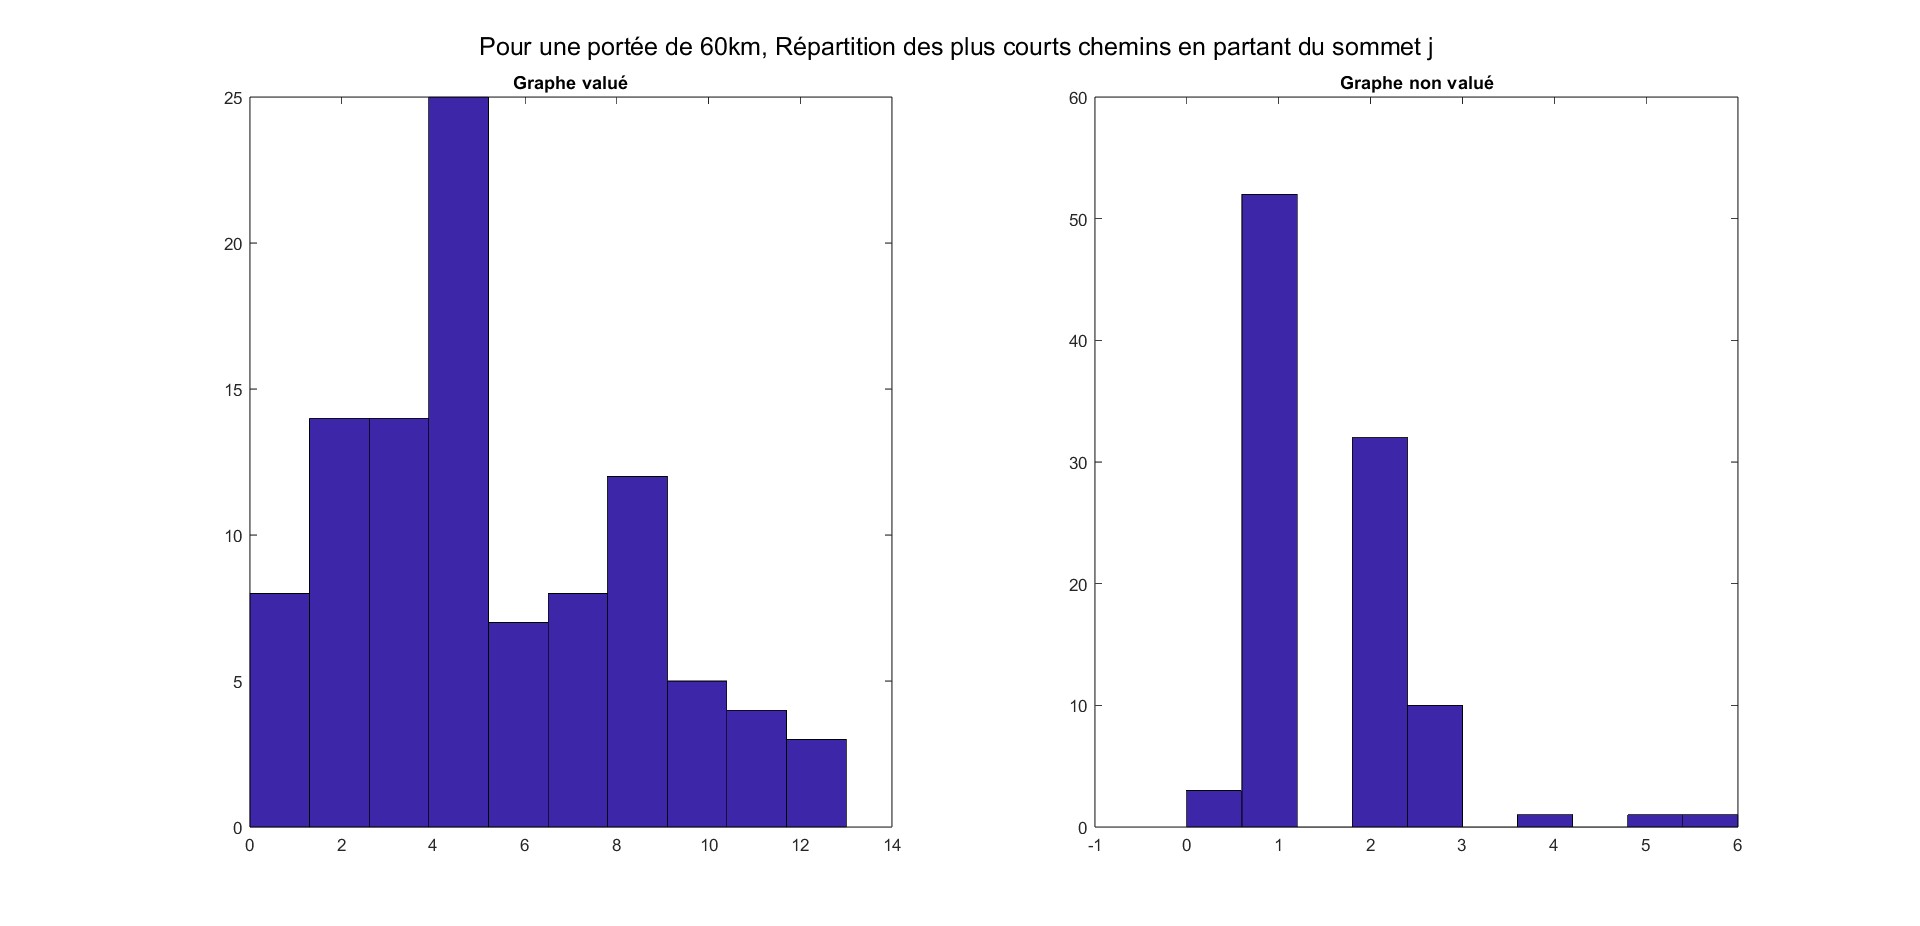 Pour une portée de 60km, Répartition des plus courts chemins en partant du sommet j
Graphe valué
25
20
15
10
5
0
0 2 4 6 8 10 12 14
Graphe non valué
60
50
40
30
20
10
0
-1 0 1 2 3 4 5 6